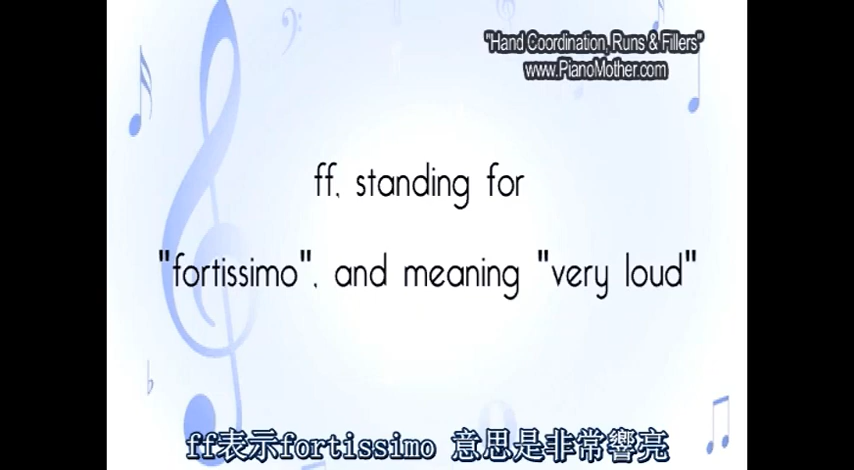 "Hand Coordination, Runs & Fillers"
www.PianoMother.com
ff, standing for
"fortissimo", and meaning "very loud"
ff表示fortissimo 意思是非常響亮